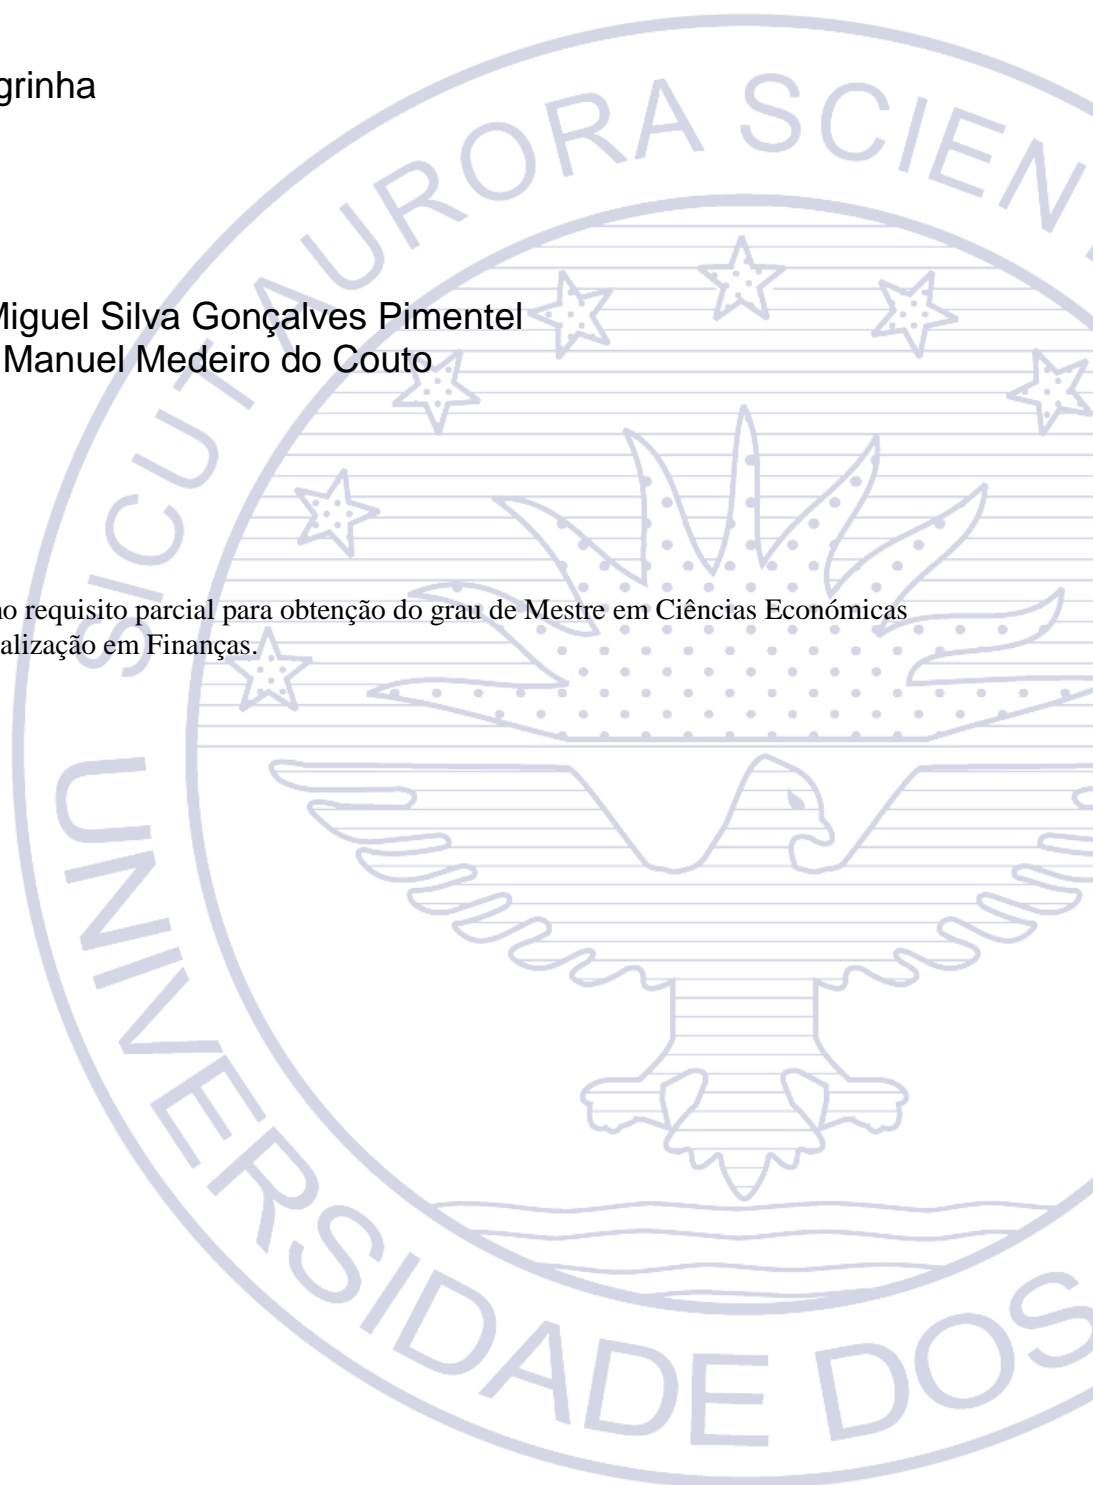 grinha
SICUT AURORA SCIEN
Miguel Silva Gonçalves Pimentel
Manuel Medeiro do Couto
no requisito parcial para obtenção do grau de Mestre em Ciências Económicas
alização em Finanças.
UNIVERSIDADE DOS